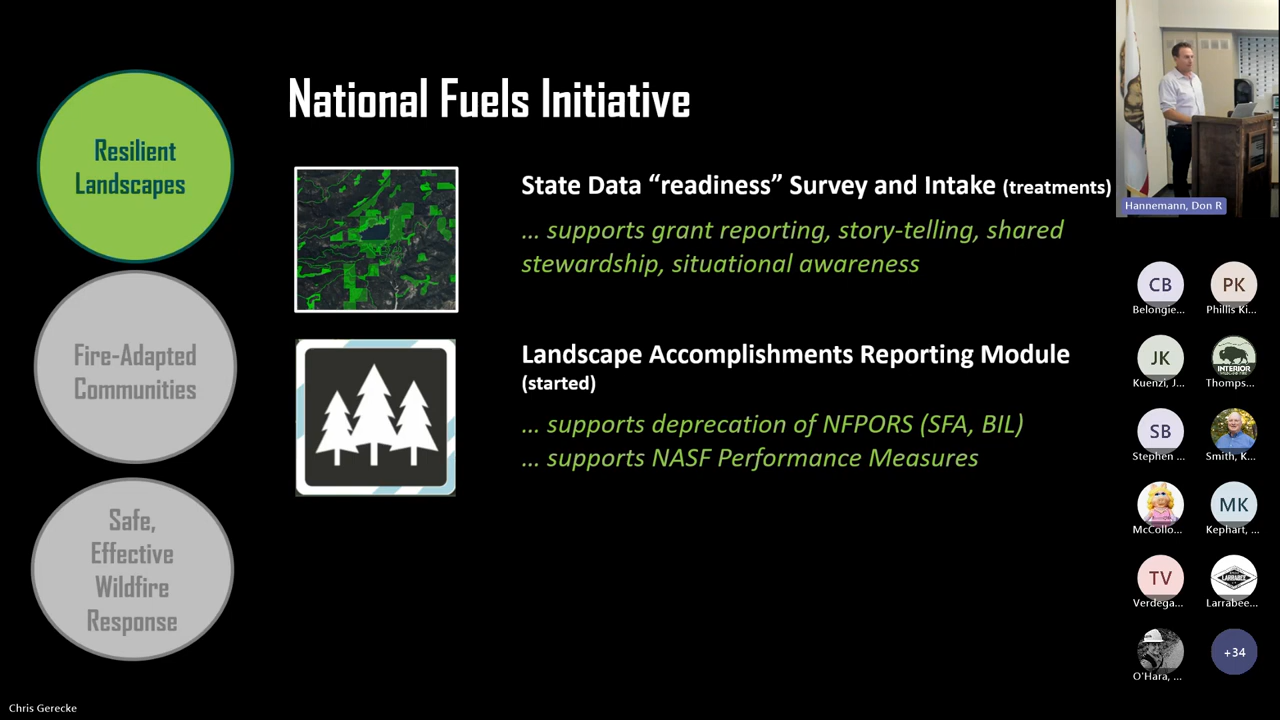 National Fuels Initiative
Resilient
Landscapes
Fire-Adapted
Communities
Safe,
Effective
Wildfire
Response
State Data “readiness” Survey and Intake (treatments)
... supports grant reporting, story-telling, shared
stewardship, situational awareness
Landscape Accomplishments Reporting Module
(started)
... supports deprecation of NFPORS (SFA, BIL)
... supports NASF Performance Measures
Hannemann, Don R
CB
Belongie...
PK
Phillis Ki...
JK
Kuenzi, J...
INTERIOR
Thomps...
SB
Stephen ...
Smith, K...
McCollo...
MK
Kephart, ...
TV
Verdega...
LARRABEE
Larrabee...
O'Hara, ...
+34
Chris Gerecke